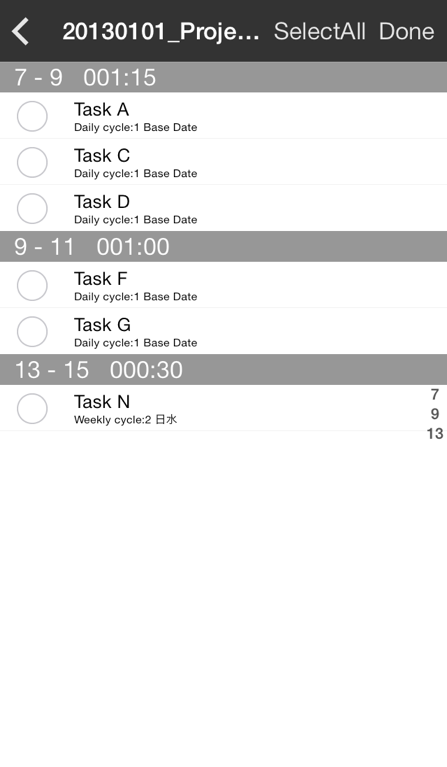 20130101_Proje... SelectAll Done
7 - 9 001:15
Task A
Daily cycle:1 Base Date
Task C
Daily cycle:1 Base Date
Task D
Daily cycle:1 Base Date
9 - 11 001:00
Task F
Daily cycle:1 Base Date
Task G
Daily cycle:1 Base Date
13 - 15 000:30
Task N
Weekly cycle:2 日水
7
9
13